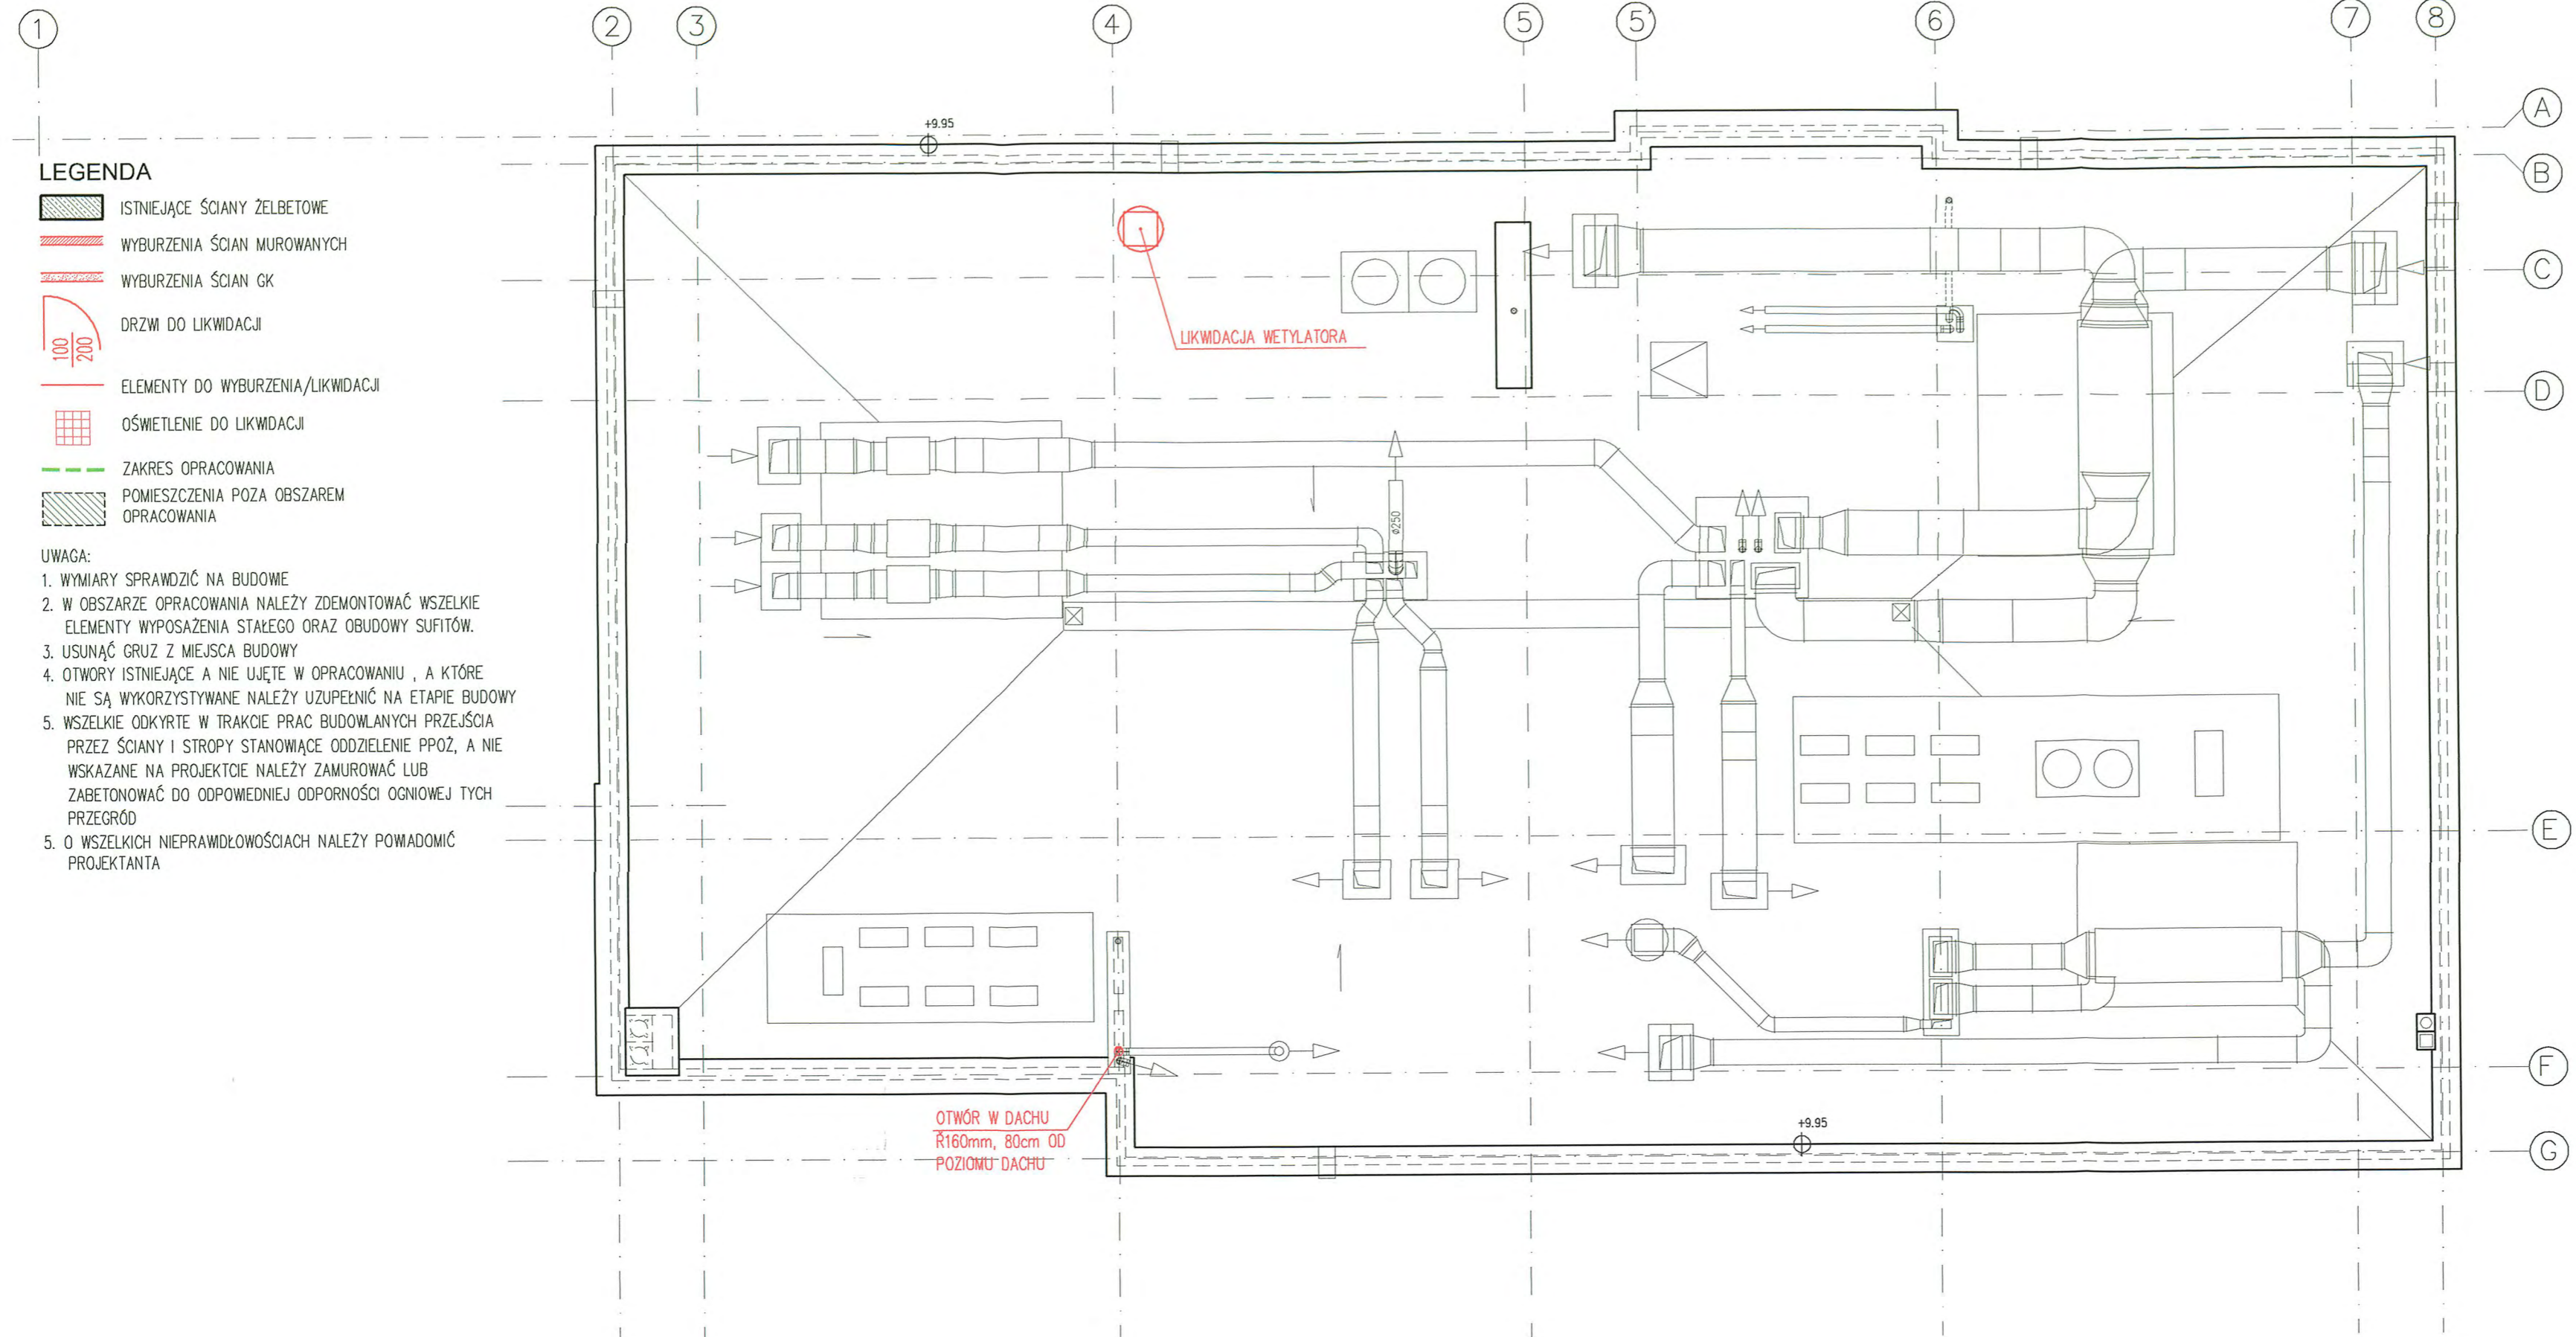 1
2
3
4
5
5'
6
7
8
A
B
C
D
E
F
G
+9.95
LEGENDA
ISTNIEJĄCE ŚCIANY ŻELBETOWE
WYBURZENIA ŚCIAN MUROWANYCH
WYBURZENIA ŚCIAN GK
DRZWI DO LIKWIDACJI
100
200
ELEMENTY DO WYBURZENIA/LIKWIDACJI
OŚWIETLENIE DO LIKWIDACJI
ZAKRES OPRACOWANIA
POMIESZCZENIA POZA OBSZAREM
OPRACOWANIA
UWAGA:
1. WYMIARY SPRAWDZIĆ NA BUDOWIE
2. W OBSZARZE OPRACOWANIA NALEŻY ZDEMONTOWAĆ WSZELKIE
ELEMENTY WYPOSAŻENIA STAŁEGO ORAZ OBUDOWY SUFITÓW.
3. USUNĄĆ GRUZ Z MIEJSCA BUDOWY
4. OTWORY ISTNIEJĄCE A NIE UJĘTE W OPRACOWANIU , A KTÓRE
NIE SĄ WYKORZYSTYWANE NALEŻY UZUPEŁNIĆ NA ETAPIE BUDOWY
5. WSZELKIE ODKYRTE W TRAKCIE PRAC BUDOWLANYCH PRZEJŚCIA
PRZEZ ŚCIANY I STROPY STANOWIĄCE ODDZIELENIE PPOŻ, A NIE
WSKAZANE NA PROJEKTCIE NALEŻY ZAMUROWAĆ LUB
ZABETONOWAĆ DO ODPOWIEDNIEJ ODPORNOŚCI OGNIOWEJ TYCH
PRZEGRÓD
5. O WSZELKICH NIEPRAWIDŁOWOŚCIACH NALEŻY POWIADOMIĆ
PROJEKTANTA
LIKWIDACJA WETYLATORA
ø250
OTWÓR W DACHU
Ř160mm, 80cm OD
POZIOMU DACHU
+9.95